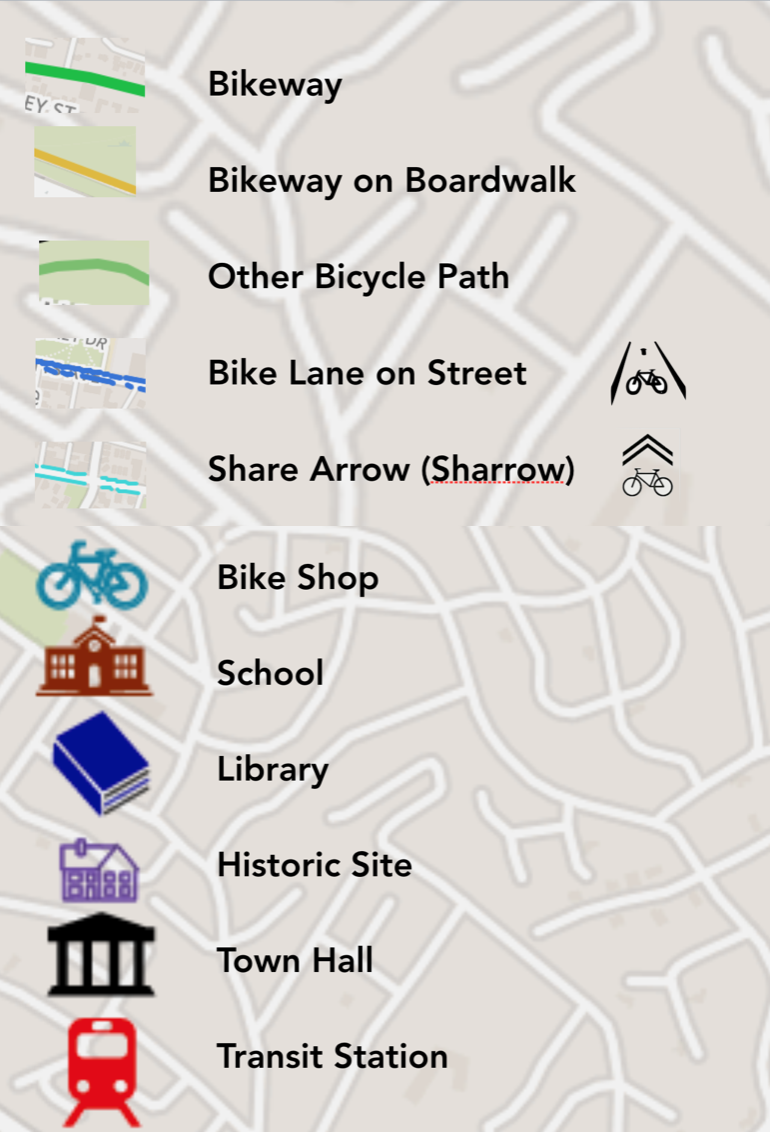 EY ST
Bikeway
Bikeway on Boardwalk
Other Bicycle Path
Bike Lane on Street
Share Arrow (Sharrow)
Bike Shop
School
Library
Historic Site
Town Hall
Transit Station